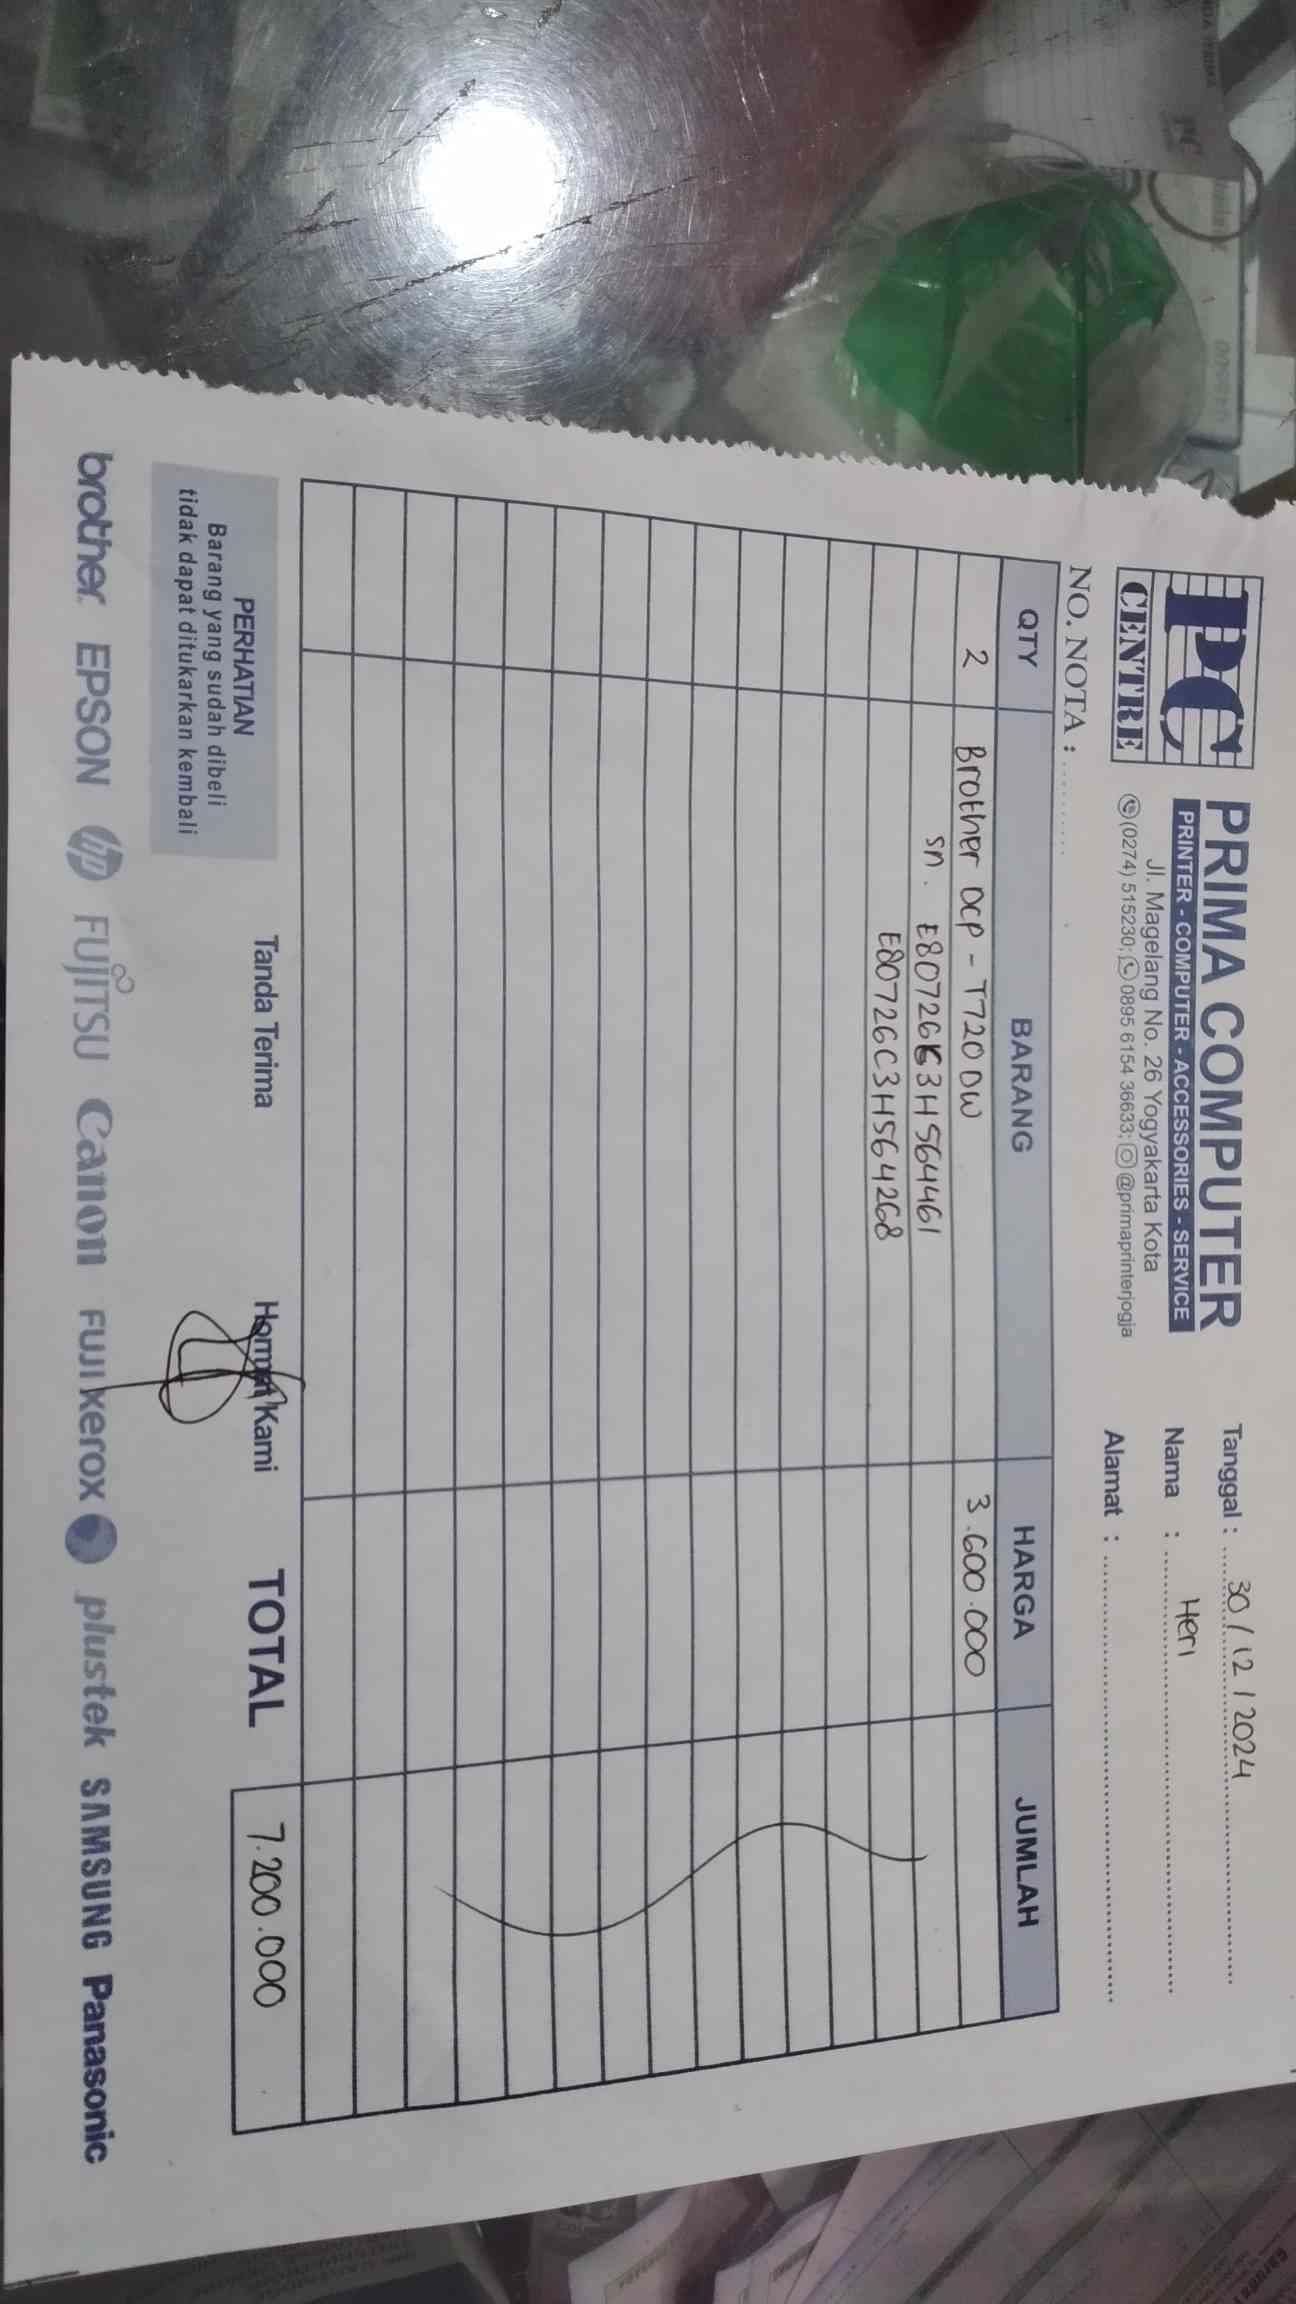 PC
CENTRE
PRIMA COMPUTER
PRINTER - COMPUTER - ACCESSORIES - SERVICE
Jl. Magelang No. 26 Yogyakarta Kota
(0274) 515230; 0895 6154 36633; @primaprinterjogja
Tanggal : 30 / 12 / 2024
Nama : Heri
Alamat :
NO. NOTA :
QTY BARANG HARGA JUMLAH
2 Brother DCP - T720 DW 3.600.000
sn. E80726C3H564461
E80726C3H564268
PERHATIAN
Barang yang sudah dibeli
tidak dapat ditukarkan kembali
Tanda Terima
Hormat Kami
TOTAL 7.200.000
brother EPSON hp FUJITSU Canon FUJI xerox plustek SAMSUNG Panasonic